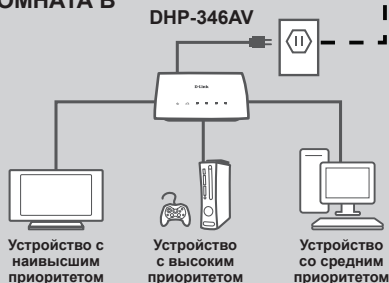 ОМНАТА В
DHP-346AV
D-Link
Устройство с
наивысшим
приоритетом
Устройство
с высоким
приоритетом
Устройство
со средним
приоритетом